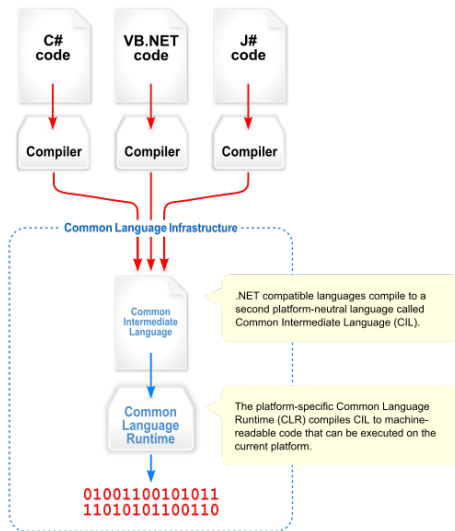 C#
code
VB.NET
code
J#
code
Compiler
Compiler
Compiler
Common Language Infrastructure
Common
Intermediate
Language
.NET compatible languages compile to a
second platform-neutral language called
Common Intermediate Language (CIL).
Common
Language
Runtime
The platform-specific Common Language
Runtime (CLR) compiles CIL to machine-
readable code that can be executed on the
current platform.
01001100101011
11010101100110